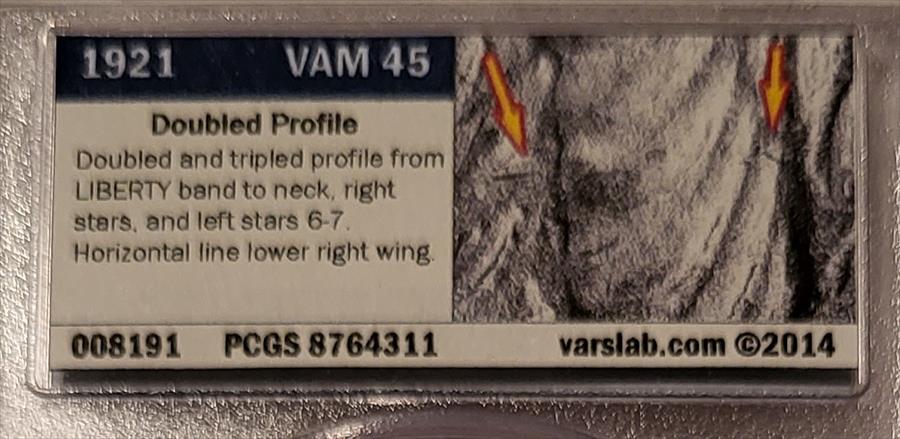 1921 VAM 45
Doubled Profile
Doubled and tripled profile from
LIBERTY band to neck, right
stars, and left stars 6-7.
Horizontal line lower right wing.
008191 PCGS 8764311 varslab.com ©2014